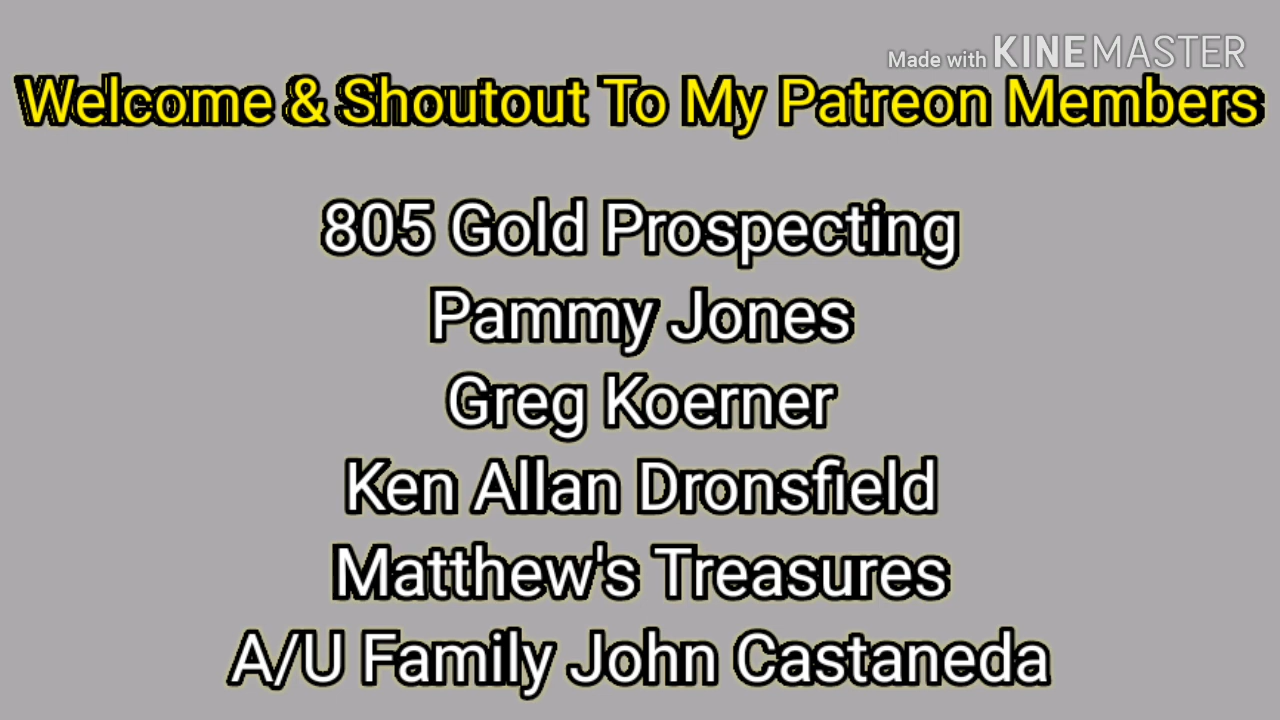 Made with KINEMASTER
Welcome & Shoutout To My Patreon Members
805 Gold Prospecting
Pammy Jones
Greg Koerner
Ken Allan Dronsfield
Matthew's Treasures
A/U Family John Castaneda